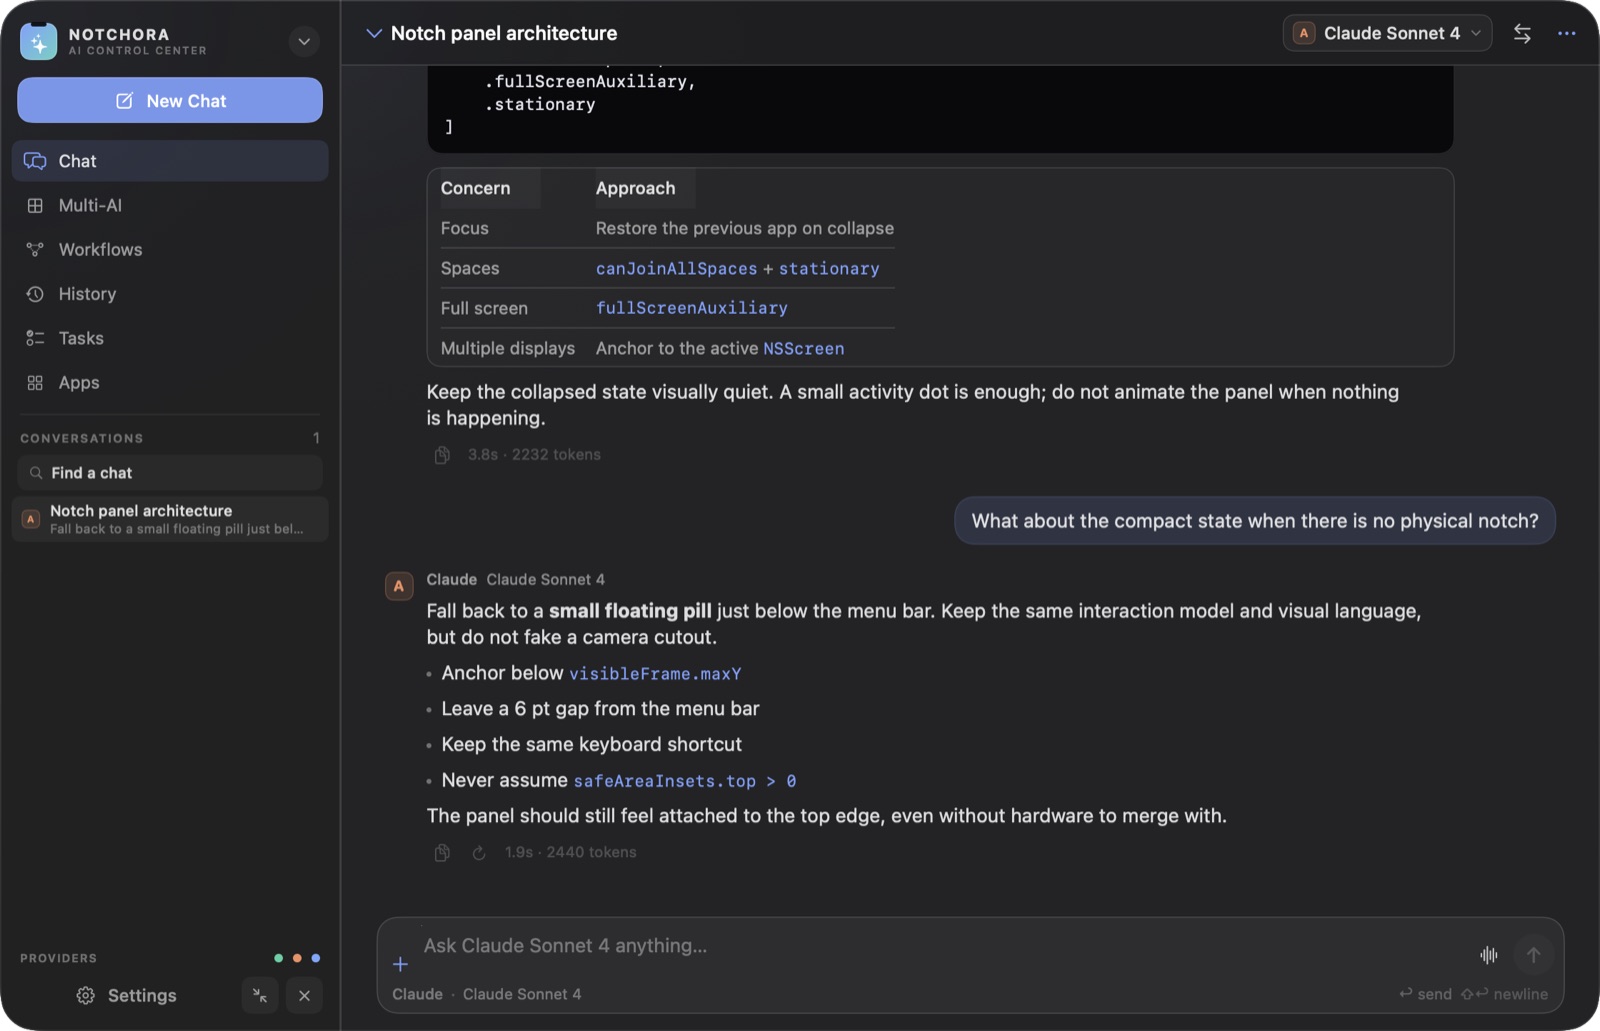 NOTCHORA
AI CONTROL CENTER
New Chat
Chat
Multi-AI
Workflows
History
Tasks
Apps
CONVERSATIONS 1
Find a chat
A
Notch panel architecture
Fall back to a small floating pill just bel...
PROVIDERS
Settings
Notch panel architecture
A Claude Sonnet 4
.fullScreenAuxiliary,
.stationary
]
Concern Approach
Focus Restore the previous app on collapse
Spaces canJoinAllSpaces + stationary
Full screen fullScreenAuxiliary
Multiple displays Anchor to the active NSScreen
Keep the collapsed state visually quiet. A small activity dot is enough; do not animate the panel when nothing
is happening.
3.8s · 2232 tokens
What about the compact state when there is no physical notch?
A
Claude Claude Sonnet 4
Fall back to a small floating pill just below the menu bar. Keep the same interaction model and visual language,
but do not fake a camera cutout.
• Anchor below visibleFrame.maxY
• Leave a 6 pt gap from the menu bar
• Keep the same keyboard shortcut
• Never assume safeAreaInsets.top > 0
The panel should still feel attached to the top edge, even without hardware to merge with.
1.9s · 2440 tokens
Ask Claude Sonnet 4 anything...
Claude · Claude Sonnet 4
↩ send ⇧↩ newline